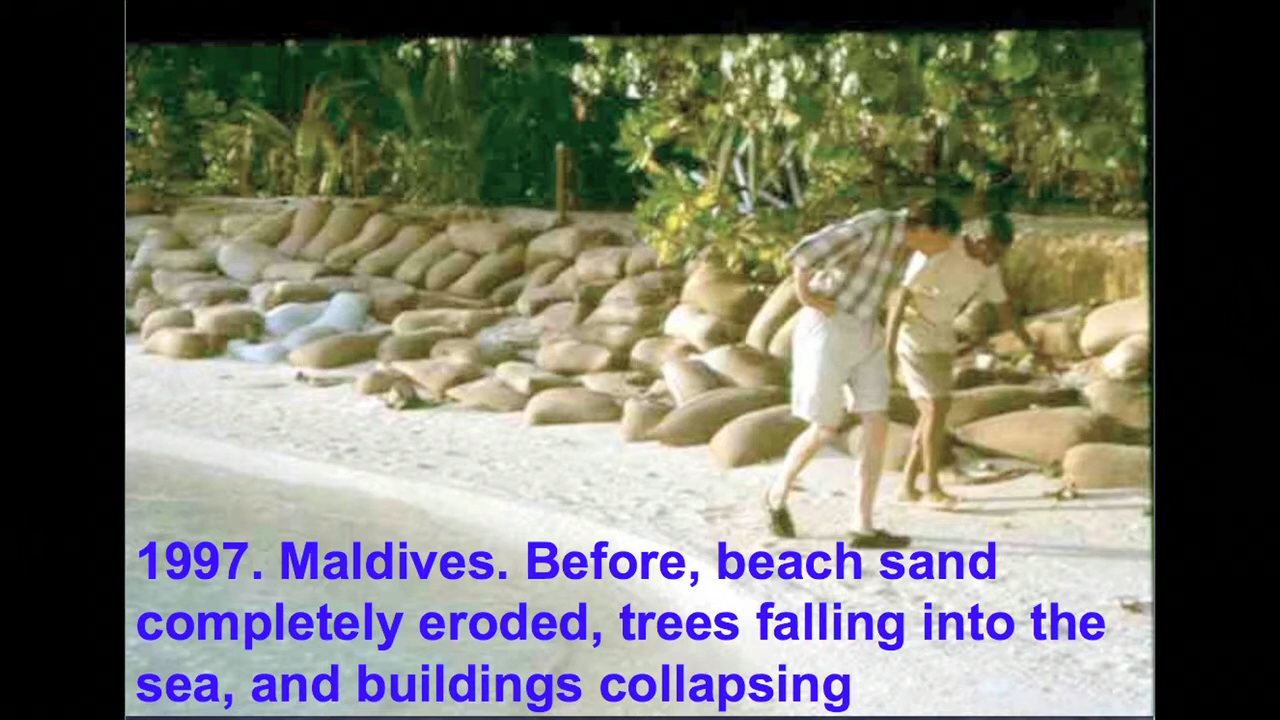 1997. Maldives. Before, beach sand
completely eroded, trees falling into the
sea, and buildings collapsing